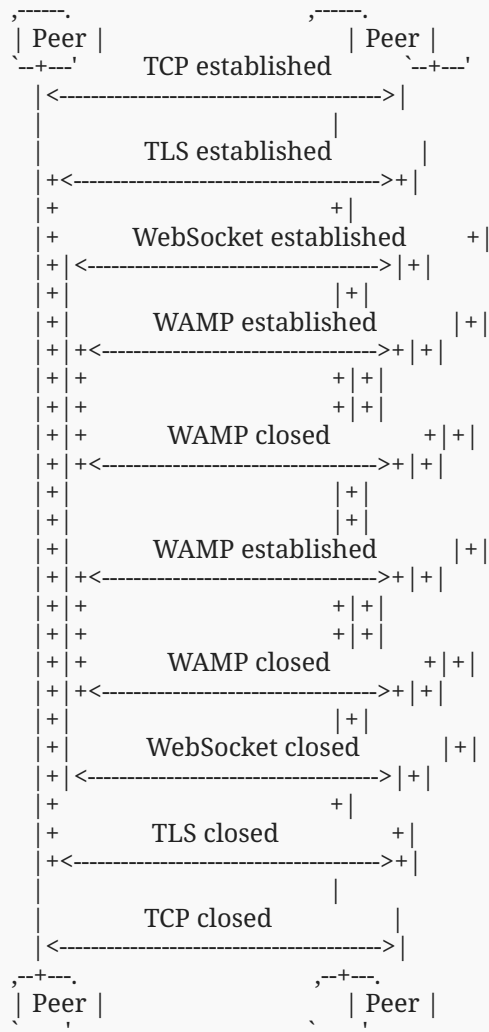 ,------.                                    ,------.
| Peer |                                    | Peer |
`--+---'          TCP established          `--+---'
   |<----------------------------------------->|
   |                                           |
   |               TLS established             |
   |+<--------------------------------------->+|
   |+                                         +|
   |+           WebSocket established         +|
   |+|<------------------------------------->|+|
   |+|                                       |+|
   |+|            WAMP established           |+|
   |+|+<----------------------------------->+|+|
   |+|+                                     +|+|
   |+|+                                     +|+|
   |+|+            WAMP closed              +|+|
   |+|+<----------------------------------->+|+|
   |+|                                       |+|
   |+|                                       |+|
   |+|            WAMP established           |+|
   |+|+<----------------------------------->+|+|
   |+|+                                     +|+|
   |+|+                                     +|+|
   |+|+            WAMP closed              +|+|
   |+|+<----------------------------------->+|+|
   |+|                                       |+|
   |+|           WebSocket closed            |+|
   |+|<------------------------------------->|+|
   |+                                         +|
   |+              TLS closed                 +|
   |+<--------------------------------------->+|
   |                                           |
   |               TCP closed                  |
   |<----------------------------------------->|
,--+---.                                    ,--+---.
| Peer |                                    | Peer |